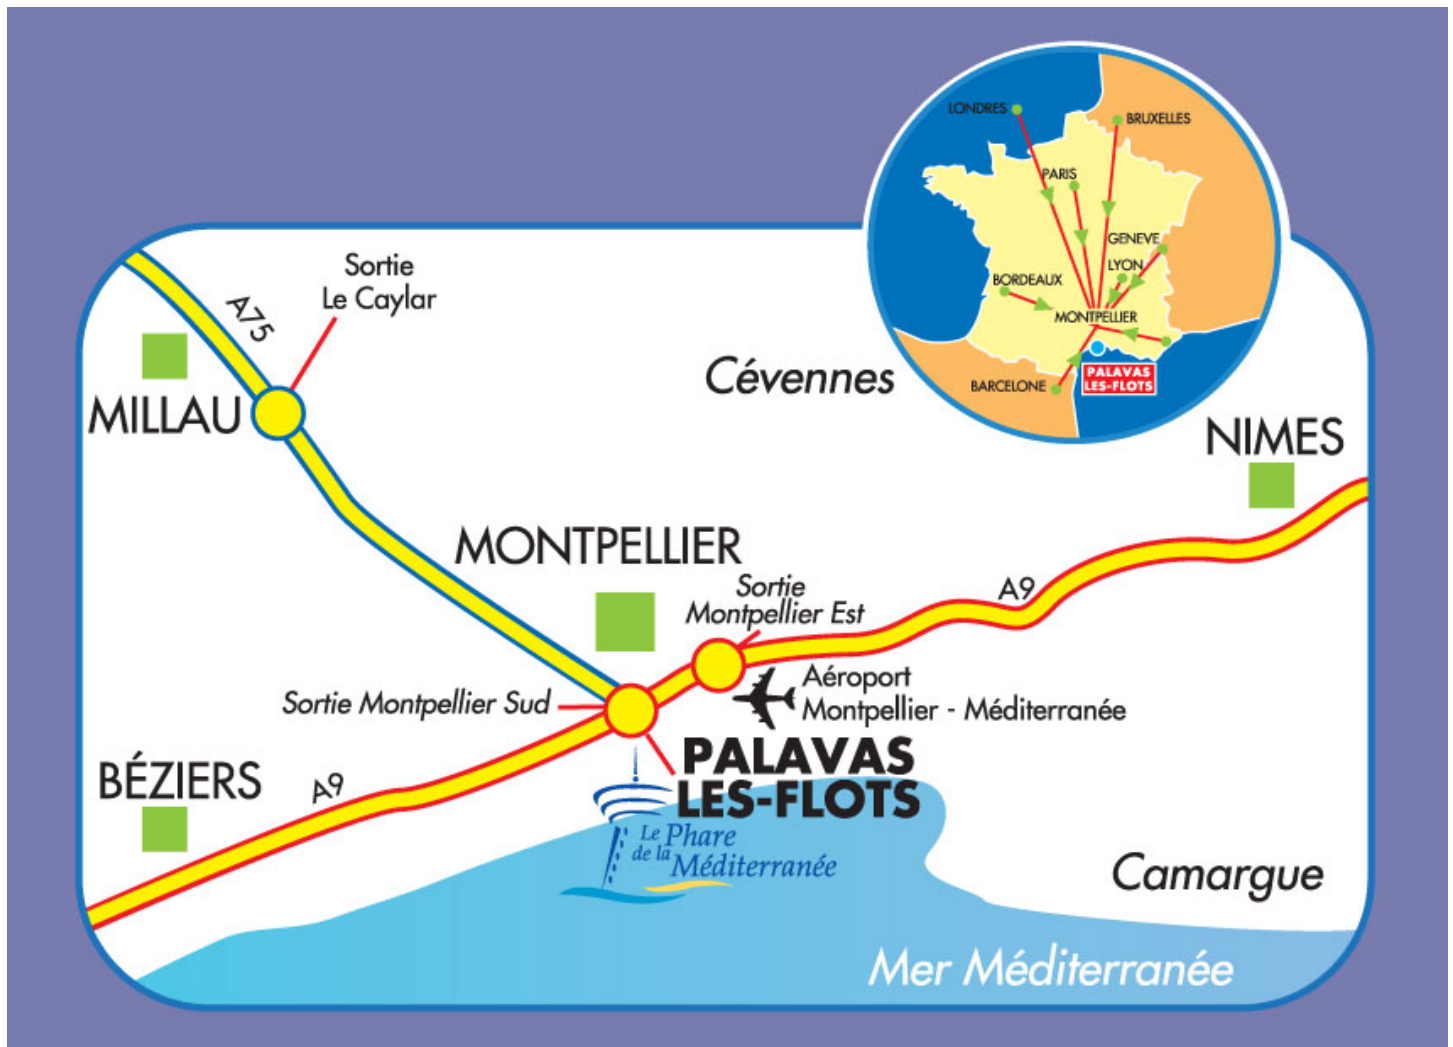 LONDRES
BRUXELLES
PARIS
GENEVE
LYON
BORDEAUX
MONTPELLIER
BARCELONE
PALAVAS
LES-FLOTS
A75
Sortie
Le Caylar
MILLAU
Cévennes
NIMES
MONTPELLIER
Sortie
Montpellier Est
A9
Aéroport
Montpellier - Méditerranée
Sortie Montpellier Sud
PALAVAS
LES-FLOTS
BÉZIERS
A9
Le Phare
de la Méditerranée
Camargue
Mer Méditerranée